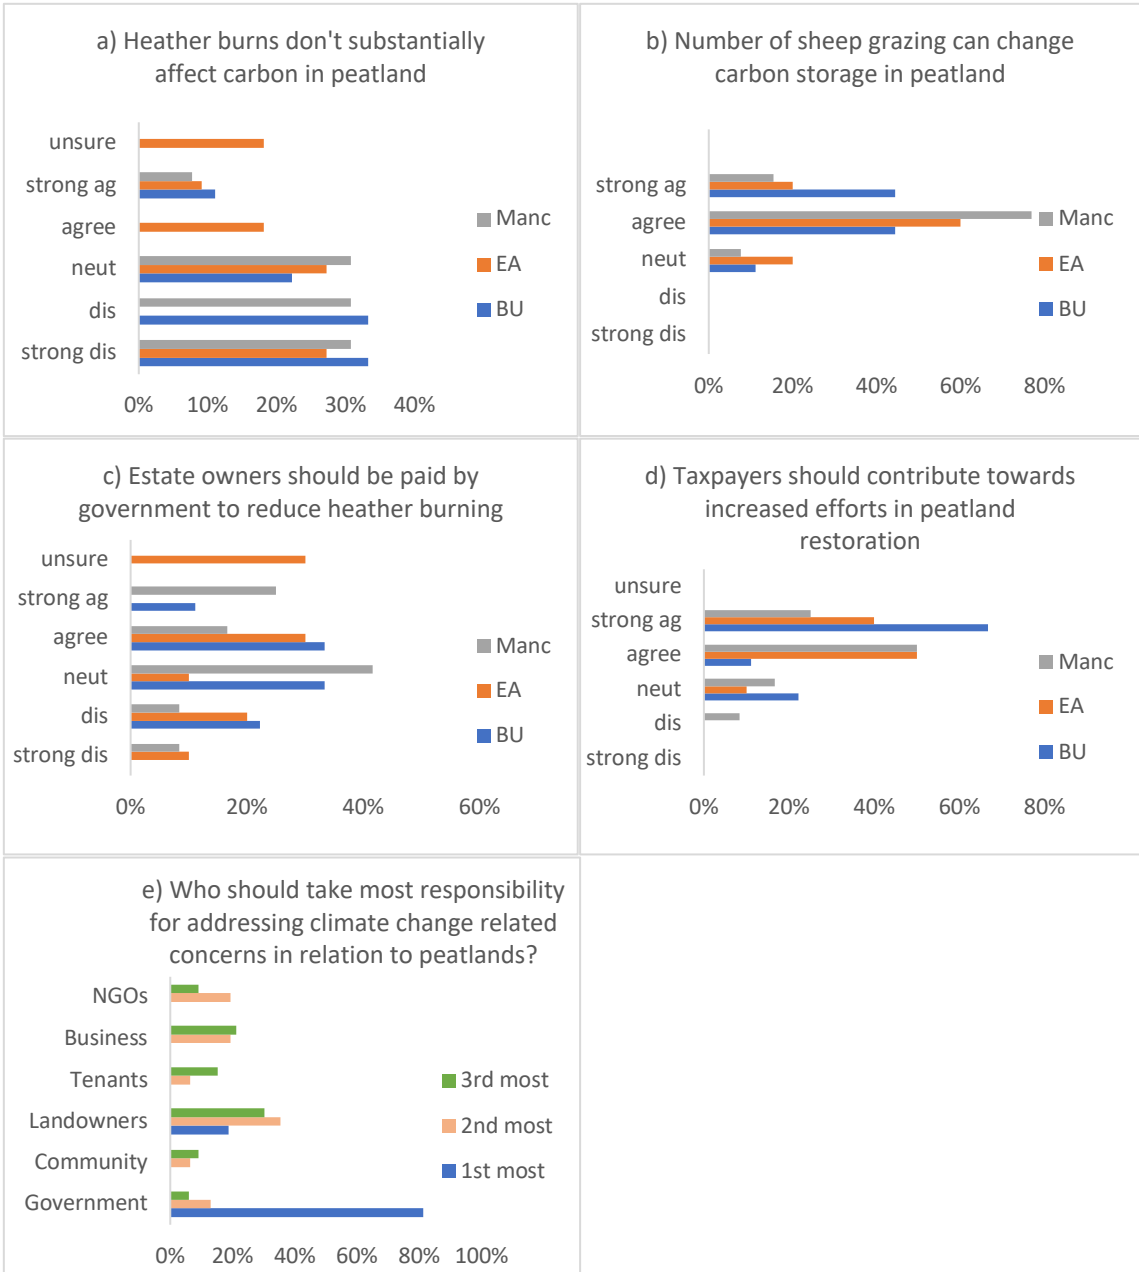 a) Heather burns don't substantially
affect carbon in peatland
unsure
strong ag
agree
neut
dis
strong dis
Manc
EA
BU
0% 10% 20% 30% 40%
b) Number of sheep grazing can change
carbon storage in peatland
strong ag
agree
neut
dis
strong dis
Manc
EA
BU
0% 20% 40% 60% 80%
c) Estate owners should be paid by
government to reduce heather burning
unsure
strong ag
agree
neut
dis
strong dis
Manc
EA
BU
0% 20% 40% 60%
d) Taxpayers should contribute towards
increased efforts in peatland
restoration
unsure
strong ag
agree
neut
dis
strong dis
Manc
EA
BU
0% 20% 40% 60% 80%
e) Who should take most responsibility
for addressing climate change related
concerns in relation to peatlands?
NGOs
Business
Tenants
Landowners
Community
Government
3rd most
2nd most
1st most
0% 20% 40% 60% 80% 100%